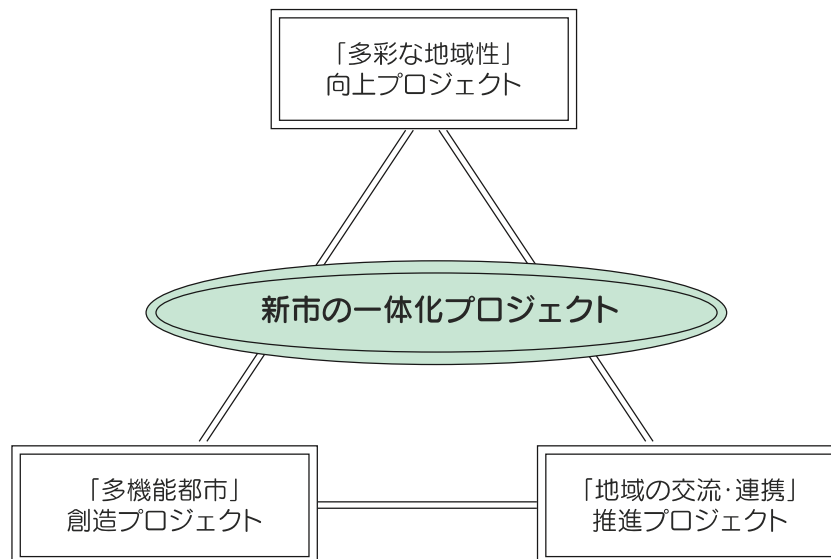 「多彩な地域性」
向上プロジェクト
新市の一体化プロジェクト
「多機能都市」
創造プロジェクト
「地域の交流・連携」
推進プロジェクト